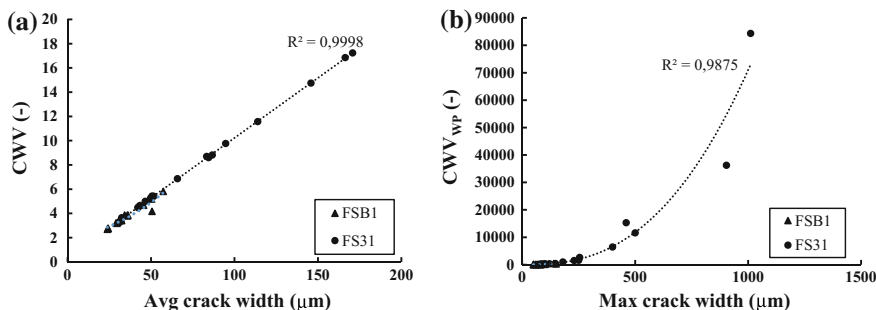 (a)
CWV (-)
18
16
14
12
10
8
6
4
2
0
R² = 0,9998
FSB1
FS31
0 50 100 150 200
Avg crack width (μm)
(b)
CWV_WP (-)
90000
80000
70000
60000
50000
40000
30000
20000
10000
0
R² = 0,9875
FSB1
FS31
0 500 1000 1500
Max crack width (μm)